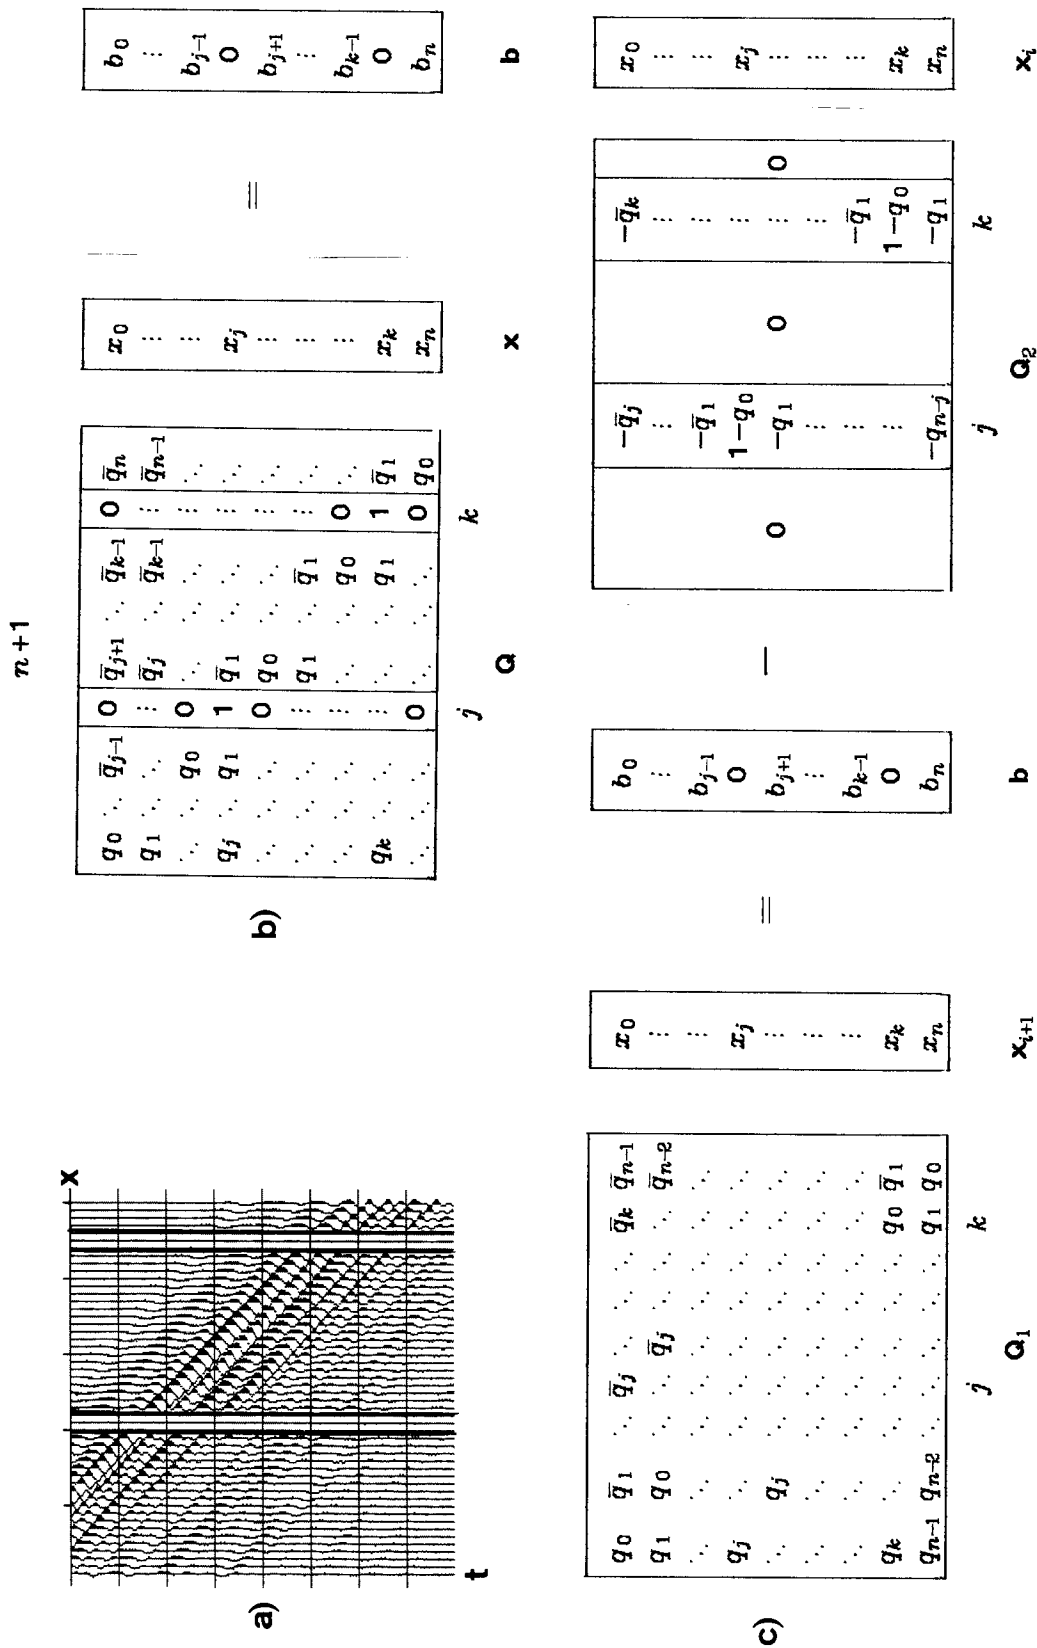 a)
x
t
n+1
b)
q₀ ⋱ q̄ⱼ₋₁ 0 q̄ⱼ₊₁ ⋱ q̄ₖ₋₁ 0 q̄ₙ x₀ b₀
q₁ ⋱ ⋱ ⋮ q̄ⱼ ⋱ q̄ₖ₋₁ ⋮ q̄ₙ₋₁ ⋮ ⋮
⋱ ⋱ q₀ 0 ⋱ ⋱ ⋱ ⋮ ⋱ ⋮ bⱼ₋₁
qⱼ ⋱ q₁ 1 q̄₁ ⋱ ⋱ ⋮ ⋱ xⱼ = 0
⋱ ⋱ ⋱ 0 q₀ ⋱ ⋱ ⋮ ⋱ ⋮ bⱼ₊₁
⋱ ⋱ ⋱ ⋮ q₁ ⋱ q̄₁ ⋮ ⋱ ⋮ ⋮
⋱ ⋱ ⋱ ⋮ ⋱ ⋱ q₀ 0 ⋱ ⋮ bₖ₋₁
qₖ ⋱ ⋱ ⋮ ⋱ ⋱ q₁ 1 q̄₁ xₖ 0
⋱ ⋱ ⋱ 0 ⋱ ⋱ ⋱ 0 q₀ xₙ bₙ
j k
Q x b
c)
q₀ q̄₁ ⋱ q̄ⱼ ⋱ ⋱ ⋱ q̄ₖ q̄ₙ₋₁ x₀ b₀ −q̄ⱼ −q̄ₖ x₀
q₁ q₀ ⋱ ⋱ q̄ⱼ ⋱ ⋱ ⋱ q̄ₙ₋₂ ⋮ ⋮ ⋮ ⋮ ⋮
⋱ ⋱ ⋱ ⋱ ⋱ ⋱ ⋱ ⋱ ⋱ ⋮ bⱼ₋₁ −q̄₁ ⋮ ⋮
qⱼ ⋱ ⋱ ⋱ ⋱ ⋱ ⋱ ⋱ ⋱ xⱼ 0 1−q₀ ⋮ xⱼ
⋱ qⱼ ⋱ ⋱ ⋱ ⋱ ⋱ ⋱ ⋱ ⋮ = bⱼ₊₁ − 0 −q₁ 0 ⋮ 0 ⋮
⋱ ⋱ ⋱ ⋱ ⋱ ⋱ ⋱ ⋱ ⋱ ⋮ ⋮ ⋮ ⋮ ⋮
⋱ ⋱ ⋱ ⋱ ⋱ ⋱ ⋱ ⋱ ⋱ ⋮ bₖ₋₁ ⋮ −q̄₁ ⋮
qₖ ⋱ ⋱ ⋱ ⋱ ⋱ ⋱ q₀ q̄₁ xₖ 0 ⋮ 1−q₀ xₖ
qₙ₋₁ qₙ₋₂ ⋱ ⋱ ⋱ ⋱ ⋱ q₁ q₀ xₙ bₙ −qₙ₋ⱼ −q₁ xₙ
j k j k
Q₁ xᵢ₊₁ b Q₂ xᵢ